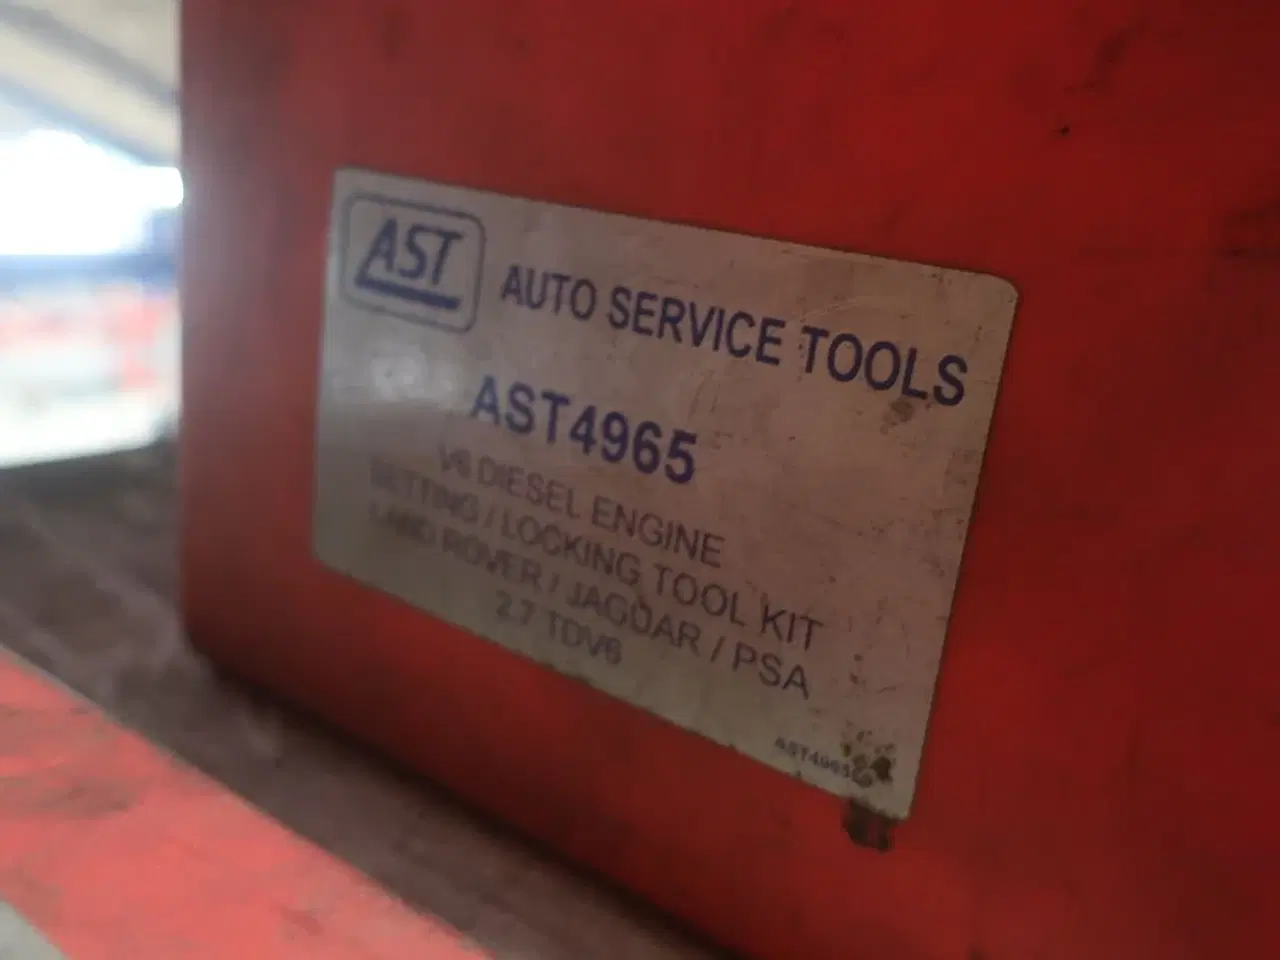 AST
AUTO SERVICE TOOLS
AST4965
V6 DIESEL ENGINE
SETTING / LOCKING TOOL KIT
LAND ROVER / JAGUAR / PSA
2.7 TDV6
AST4965